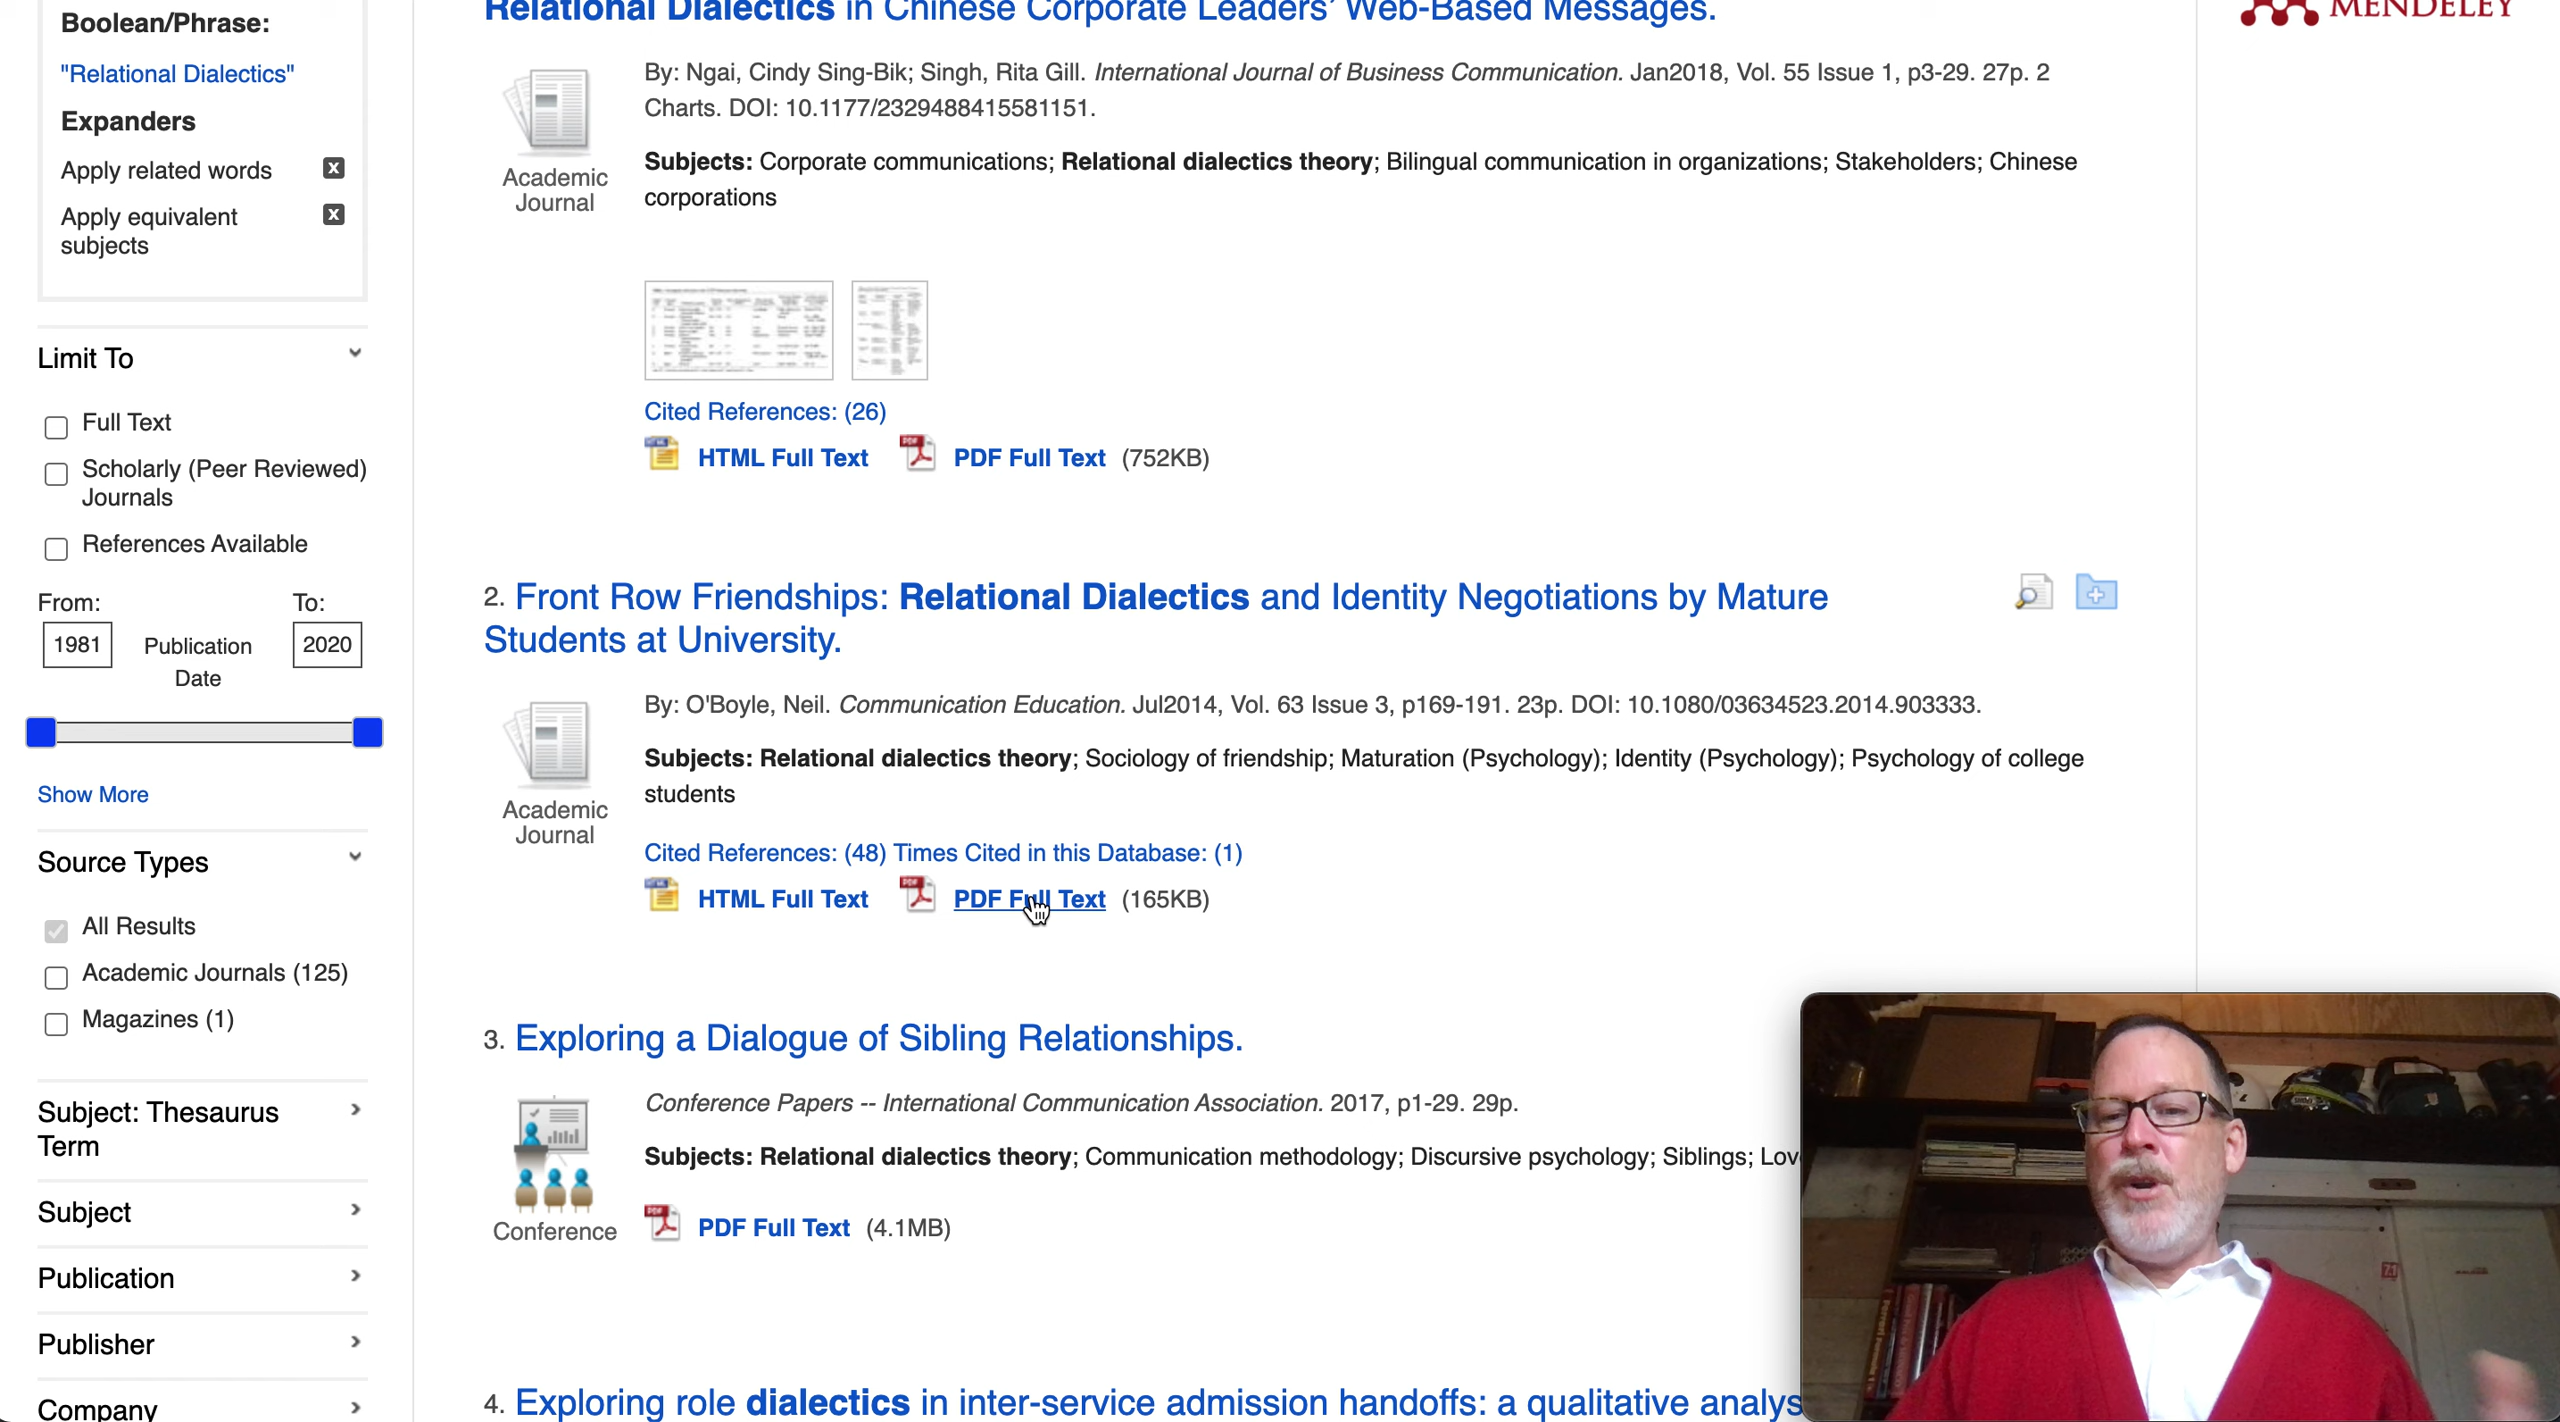 Boolean/Phrase:
"Relational Dialectics"
Expanders
Apply related words
Apply equivalent
subjects
Limit To
Full Text
Scholarly (Peer Reviewed)
Journals
References Available
From:
To:
1981
Publication
Date
2020
Show More
Source Types
All Results
Academic Journals (125)
Magazines (1)
Subject: Thesaurus
Term
Subject
Publication
Publisher
Company
Relational Dialectics in Chinese Corporate Leaders' Web-Based Messages.
By: Ngai, Cindy Sing-Bik; Singh, Rita Gill. International Journal of Business Communication. Jan2018, Vol. 55 Issue 1, p3-29. 27p. 2
Charts. DOI: 10.1177/2329488415581151.
Academic
Journal
Subjects: Corporate communications; Relational dialectics theory; Bilingual communication in organizations; Stakeholders; Chinese
corporations
Cited References: (26)
HTML Full Text PDF Full Text (752KB)
2. Front Row Friendships: Relational Dialectics and Identity Negotiations by Mature
Students at University.
By: O'Boyle, Neil. Communication Education. Jul2014, Vol. 63 Issue 3, p169-191. 23p. DOI: 10.1080/03634523.2014.903333.
Academic
Journal
Subjects: Relational dialectics theory; Sociology of friendship; Maturation (Psychology); Identity (Psychology); Psychology of college
students
Cited References: (48) Times Cited in this Database: (1)
HTML Full Text PDF Full Text (165KB)
3. Exploring a Dialogue of Sibling Relationships.
Conference Papers -- International Communication Association. 2017, p1-29. 29p.
Subjects: Relational dialectics theory; Communication methodology; Discursive psychology; Siblings; Lov
Conference
PDF Full Text (4.1MB)
4. Exploring role dialectics in inter-service admission handoffs: a qualitative analys
MENDELEY